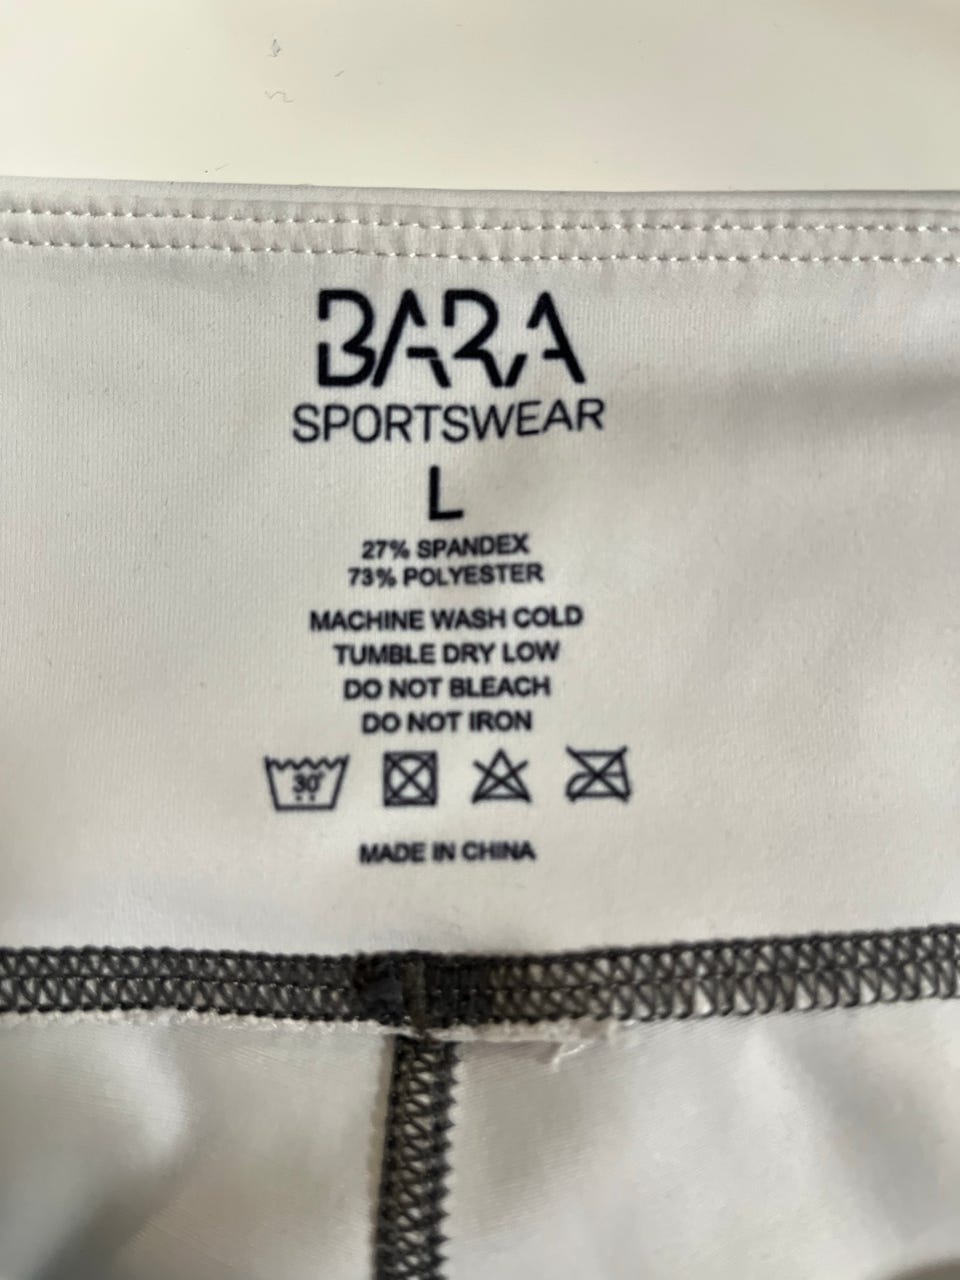 BARA
SPORTSWEAR
L
27% SPANDEX
73% POLYESTER
MACHINE WASH COLD
TUMBLE DRY LOW
DO NOT BLEACH
DO NOT IRON
30°
MADE IN CHINA